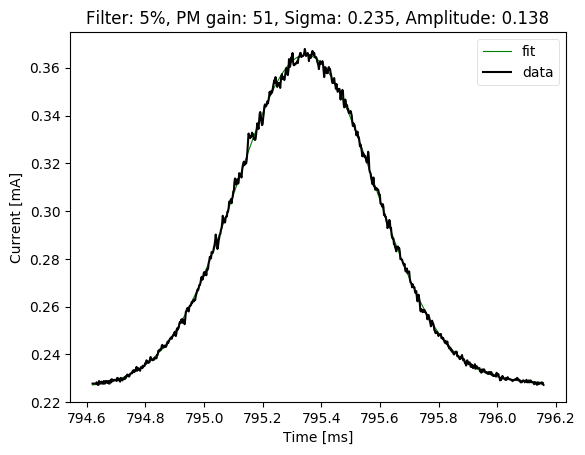 Filter: 5%, PM gain: 51, Sigma: 0.235, Amplitude: 0.138
fit
data
Current [mA]
0.36
0.34
0.32
0.30
0.28
0.26
0.24
0.22
794.6 794.8 795.0 795.2 795.4 795.6 795.8 796.0 796.2
Time [ms]